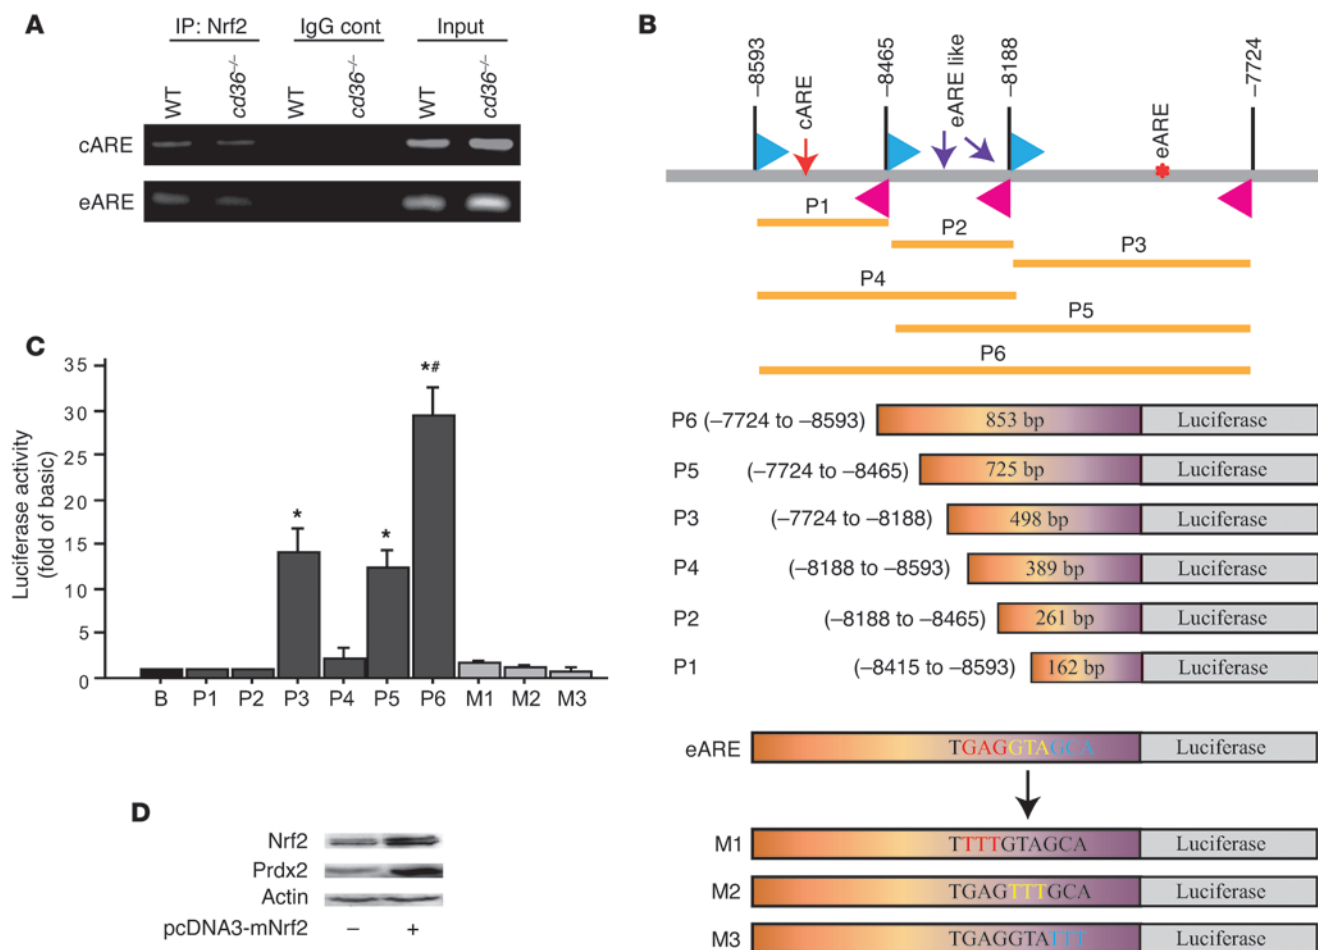 A
IP: Nrf2 IgG cont Input
WT cd36–/– WT cd36–/– WT cd36–/–
cARE
eARE
B
–8593 cARE –8465 eARE like –8188 eARE –7724
P1
P2
P3
P4
P5
P6
P6 (–7724 to –8593) 853 bp Luciferase
P5 (–7724 to –8465) 725 bp Luciferase
P3 (–7724 to –8188) 498 bp Luciferase
P4 (–8188 to –8593) 389 bp Luciferase
P2 (–8188 to –8465) 261 bp Luciferase
P1 (–8415 to –8593) 162 bp Luciferase
eARE TGAGGTAGCA Luciferase
M1 TTTTGTAGCA Luciferase
M2 TGAGTTTGCA Luciferase
M3 TGAGGTATTT Luciferase
C
Luciferase activity
(fold of basic)
35
30
25
20
15
10
5
0
* * *#
B P1 P2 P3 P4 P5 P6 M1 M2 M3
D
Nrf2
Prdx2
Actin
pcDNA3-mNrf2 – +